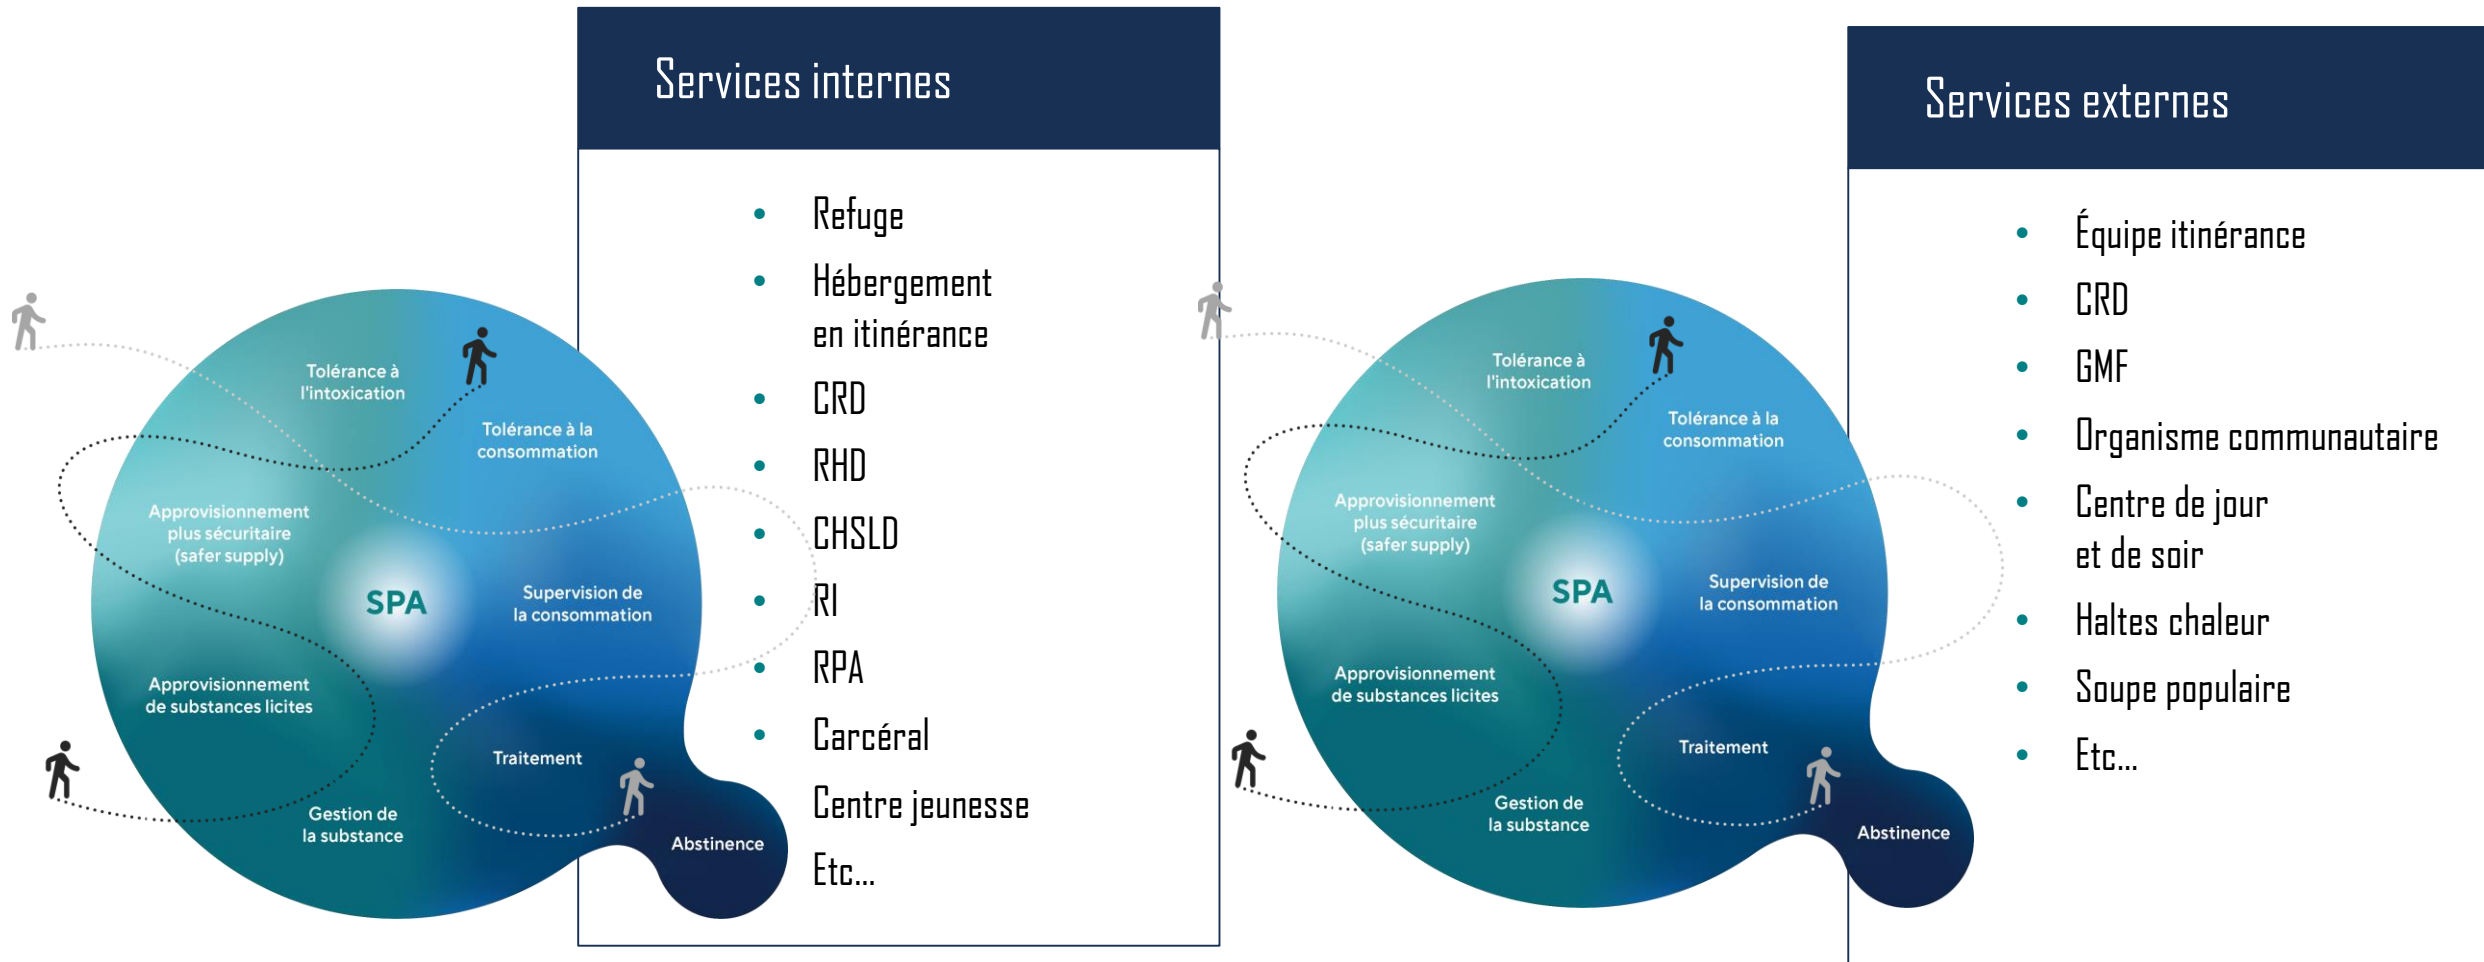 Services internes
Refuge
Hébergement
en itinérance
CRD
RHD
CHSLD
RI
RPA
Carcéral
Centre jeunesse
Etc...
Tolérance à
l'intoxication
Tolérance à la
consommation
Approvisionnement
plus sécuritaire
(safer supply)
SPA
Supervision de
la consommation
Approvisionnement
de substances licites
Traitement
Gestion de
la substance
Abstinence
Services externes
Équipe itinérance
CRD
GMF
Organisme communautaire
Centre de jour
et de soir
Haltes chaleur
Soupe populaire
Etc...
Tolérance à
l'intoxication
Tolérance à la
consommation
Approvisionnement
plus sécuritaire
(safer supply)
SPA
Supervision de
la consommation
Approvisionnement
de substances licites
Traitement
Gestion de
la substance
Abstinence